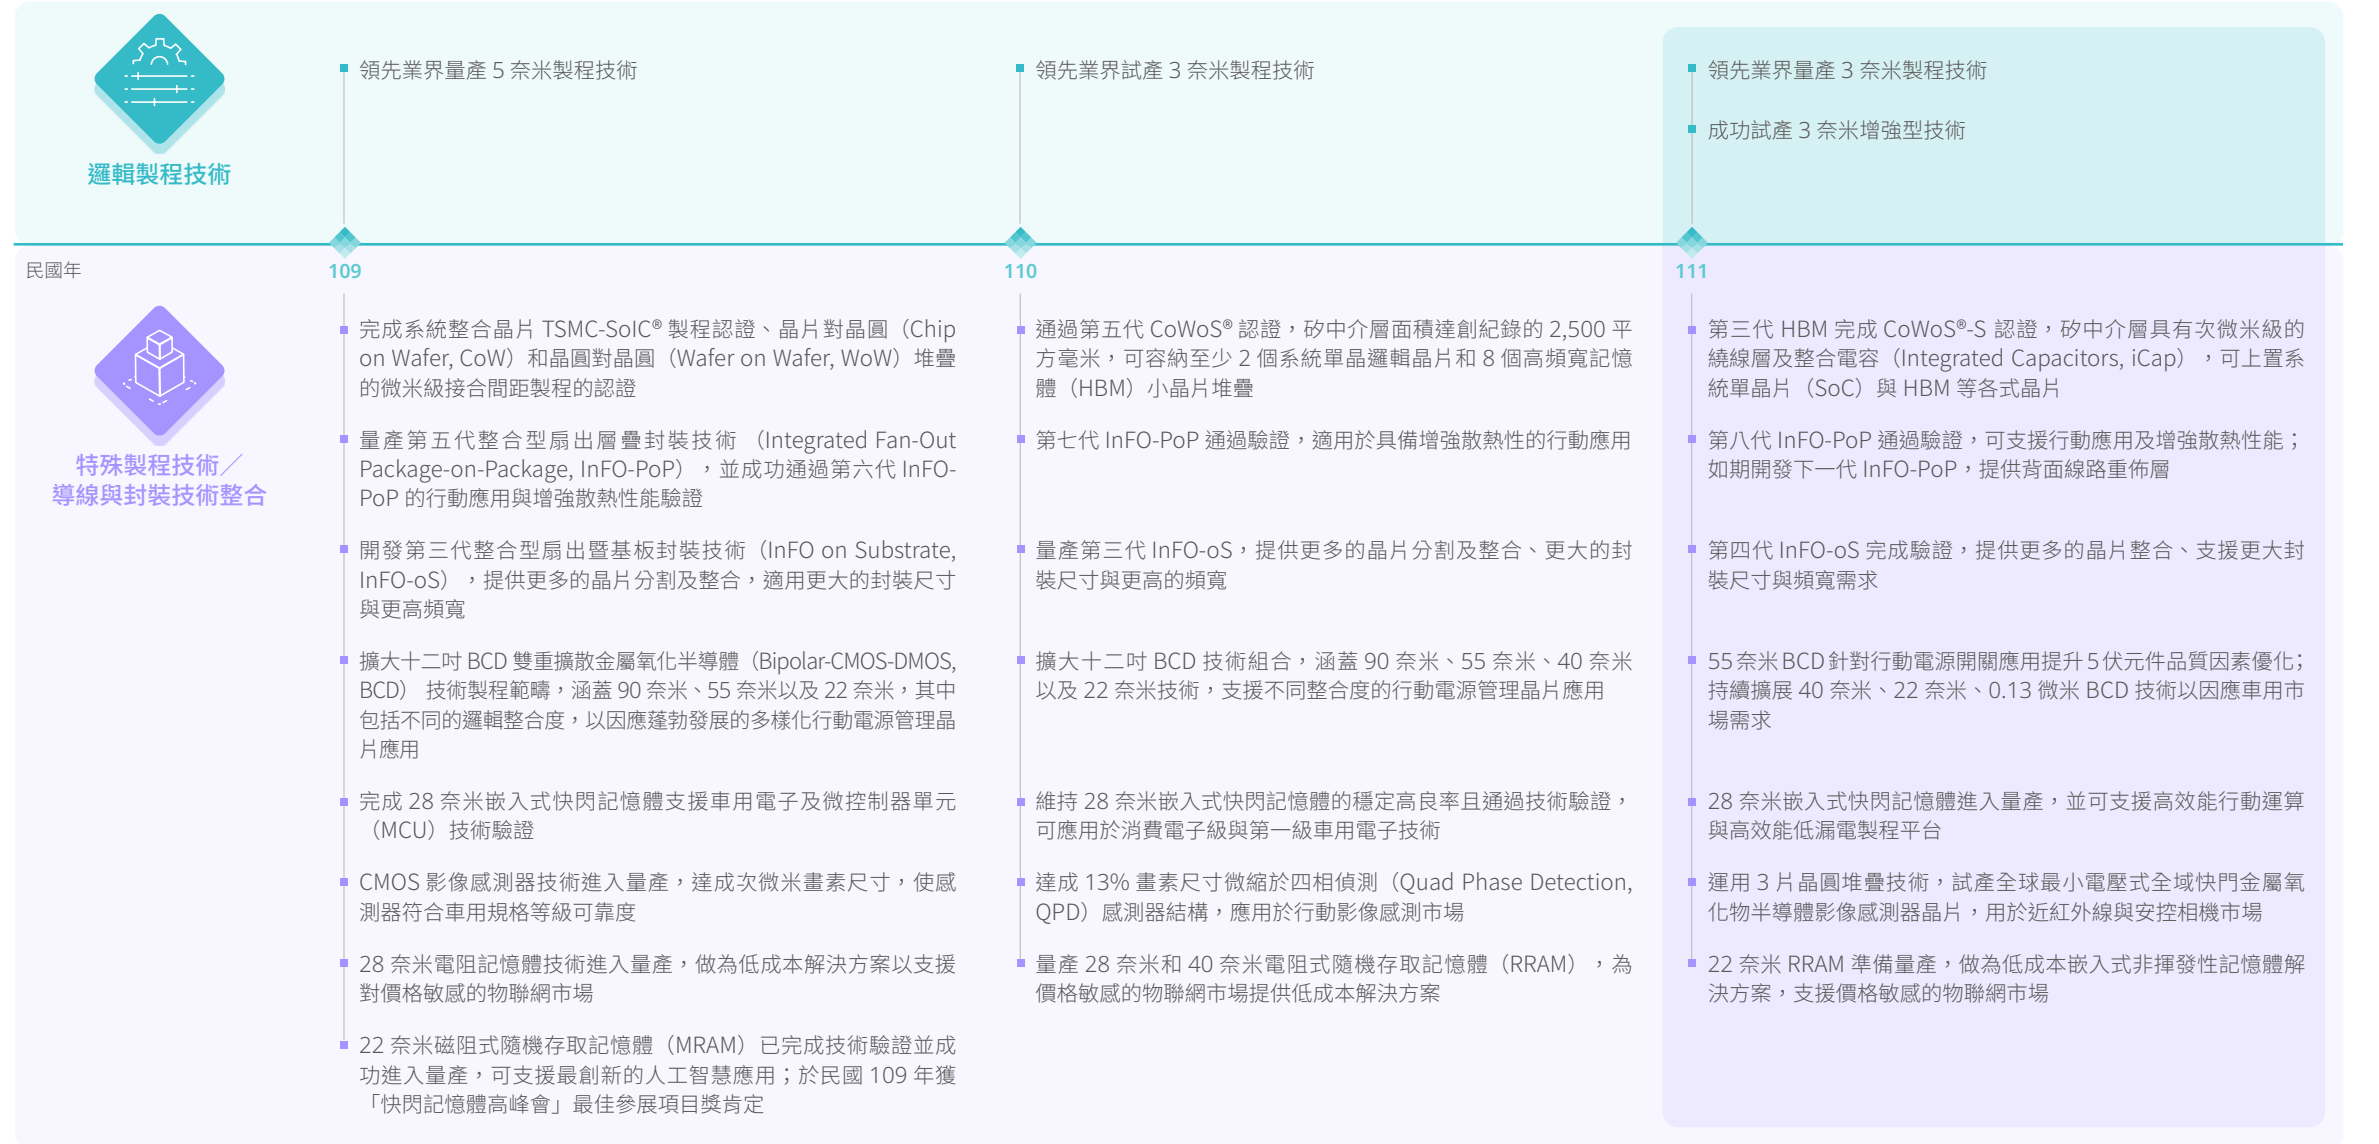 邏輯製程技術
領先業界量產 5 奈米製程技術
領先業界試產 3 奈米製程技術
領先業界量產 3 奈米製程技術
成功試產 3 奈米增強型技術
民國年
109
110
111
特殊製程技術／
導線與封裝技術整合
完成系統整合晶片 TSMC-SoIC® 製程認證、晶片對晶圓（Chip
on Wafer, CoW）和晶圓對晶圓（Wafer on Wafer, WoW）堆疊
的微米級接合間距製程的認證
量產第五代整合型扇出層疊封裝技術 （Integrated Fan-Out
Package-on-Package, InFO-PoP），並成功通過第六代 InFO-
PoP 的行動應用與增強散熱性能驗證
開發第三代整合型扇出暨基板封裝技術（InFO on Substrate,
InFO-oS），提供更多的晶片分割及整合，適用更大的封裝尺寸
與更高頻寬
擴大十二吋 BCD 雙重擴散金屬氧化半導體（Bipolar-CMOS-DMOS,
BCD） 技術製程範疇，涵蓋 90 奈米、55 奈米以及 22 奈米，其中
包括不同的邏輯整合度，以因應蓬勃發展的多樣化行動電源管理晶
片應用
完成 28 奈米嵌入式快閃記憶體支援車用電子及微控制器單元
（MCU）技術驗證
CMOS 影像感測器技術進入量產，達成次微米畫素尺寸，使感
測器符合車用規格等級可靠度
28 奈米電阻記憶體技術進入量產，做為低成本解決方案以支援
對價格敏感的物聯網市場
22 奈米磁阻式隨機存取記憶體（MRAM）已完成技術驗證並成
功進入量產，可支援最創新的人工智慧應用；於民國 109 年獲
「快閃記憶體高峰會」最佳參展項目獎肯定
通過第五代 CoWoS® 認證，矽中介層面積達創紀錄的 2,500 平
方毫米，可容納至少 2 個系統單晶邏輯晶片和 8 個高頻寬記憶
體（HBM）小晶片堆疊
第七代 InFO-PoP 通過驗證，適用於具備增強散熱性的行動應用
量產第三代 InFO-oS，提供更多的晶片分割及整合、更大的封
裝尺寸與更高的頻寬
擴大十二吋 BCD 技術組合，涵蓋 90 奈米、55 奈米、40 奈米
以及 22 奈米技術，支援不同整合度的行動電源管理晶片應用
維持 28 奈米嵌入式快閃記憶體的穩定高良率且通過技術驗證，
可應用於消費電子級與第一級車用電子技術
達成 13% 畫素尺寸微縮於四相偵測（Quad Phase Detection,
QPD）感測器結構，應用於行動影像感測市場
量產 28 奈米和 40 奈米電阻式隨機存取記憶體（RRAM），為
價格敏感的物聯網市場提供低成本解決方案
第三代 HBM 完成 CoWoS®-S 認證，矽中介層具有次微米級的
繞線層及整合電容（Integrated Capacitors, iCap），可上置系
統單晶片（SoC）與 HBM 等各式晶片
第八代 InFO-PoP 通過驗證，可支援行動應用及增強散熱性能；
如期開發下一代 InFO-PoP，提供背面線路重佈層
第四代 InFO-oS 完成驗證，提供更多的晶片整合、支援更大封
裝尺寸與頻寬需求
55 奈米 BCD 針對行動電源開關應用提升 5 伏元件品質因素優化；
持續擴展 40 奈米、22 奈米、0.13 微米 BCD 技術以因應車用市
場需求
28 奈米嵌入式快閃記憶體進入量產，並可支援高效能行動運算
與高效能低漏電製程平台
運用 3 片晶圓堆疊技術，試產全球最小電壓式全域快門金屬氧
化物半導體影像感測器晶片，用於近紅外線與安控相機市場
22 奈米 RRAM 準備量產，做為低成本嵌入式非揮發性記憶體解
決方案，支援價格敏感的物聯網市場